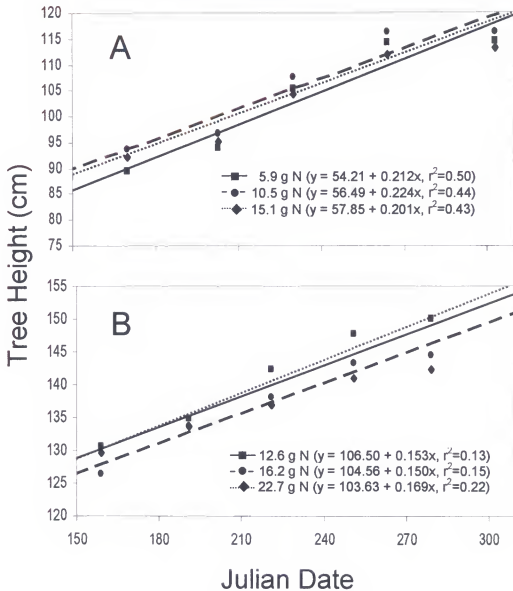 120
115
110
105
100
95
90
85
80
75
A
5.9 g N (y = 54.21 + 0.212x, r²=0.50)
10.5 g N (y = 56.49 + 0.224x, r²=0.44)
15.1 g N (y = 57.85 + 0.201x, r²=0.43)
Tree Height (cm)
155
150
145
140
135
130
125
120
B
12.6 g N (y = 106.50 + 0.153x, r²=0.13)
16.2 g N (y = 104.56 + 0.150x, r²=0.15)
22.7 g N (y = 103.63 + 0.169x, r²=0.22)
150 180 210 240 270 300
Julian Date